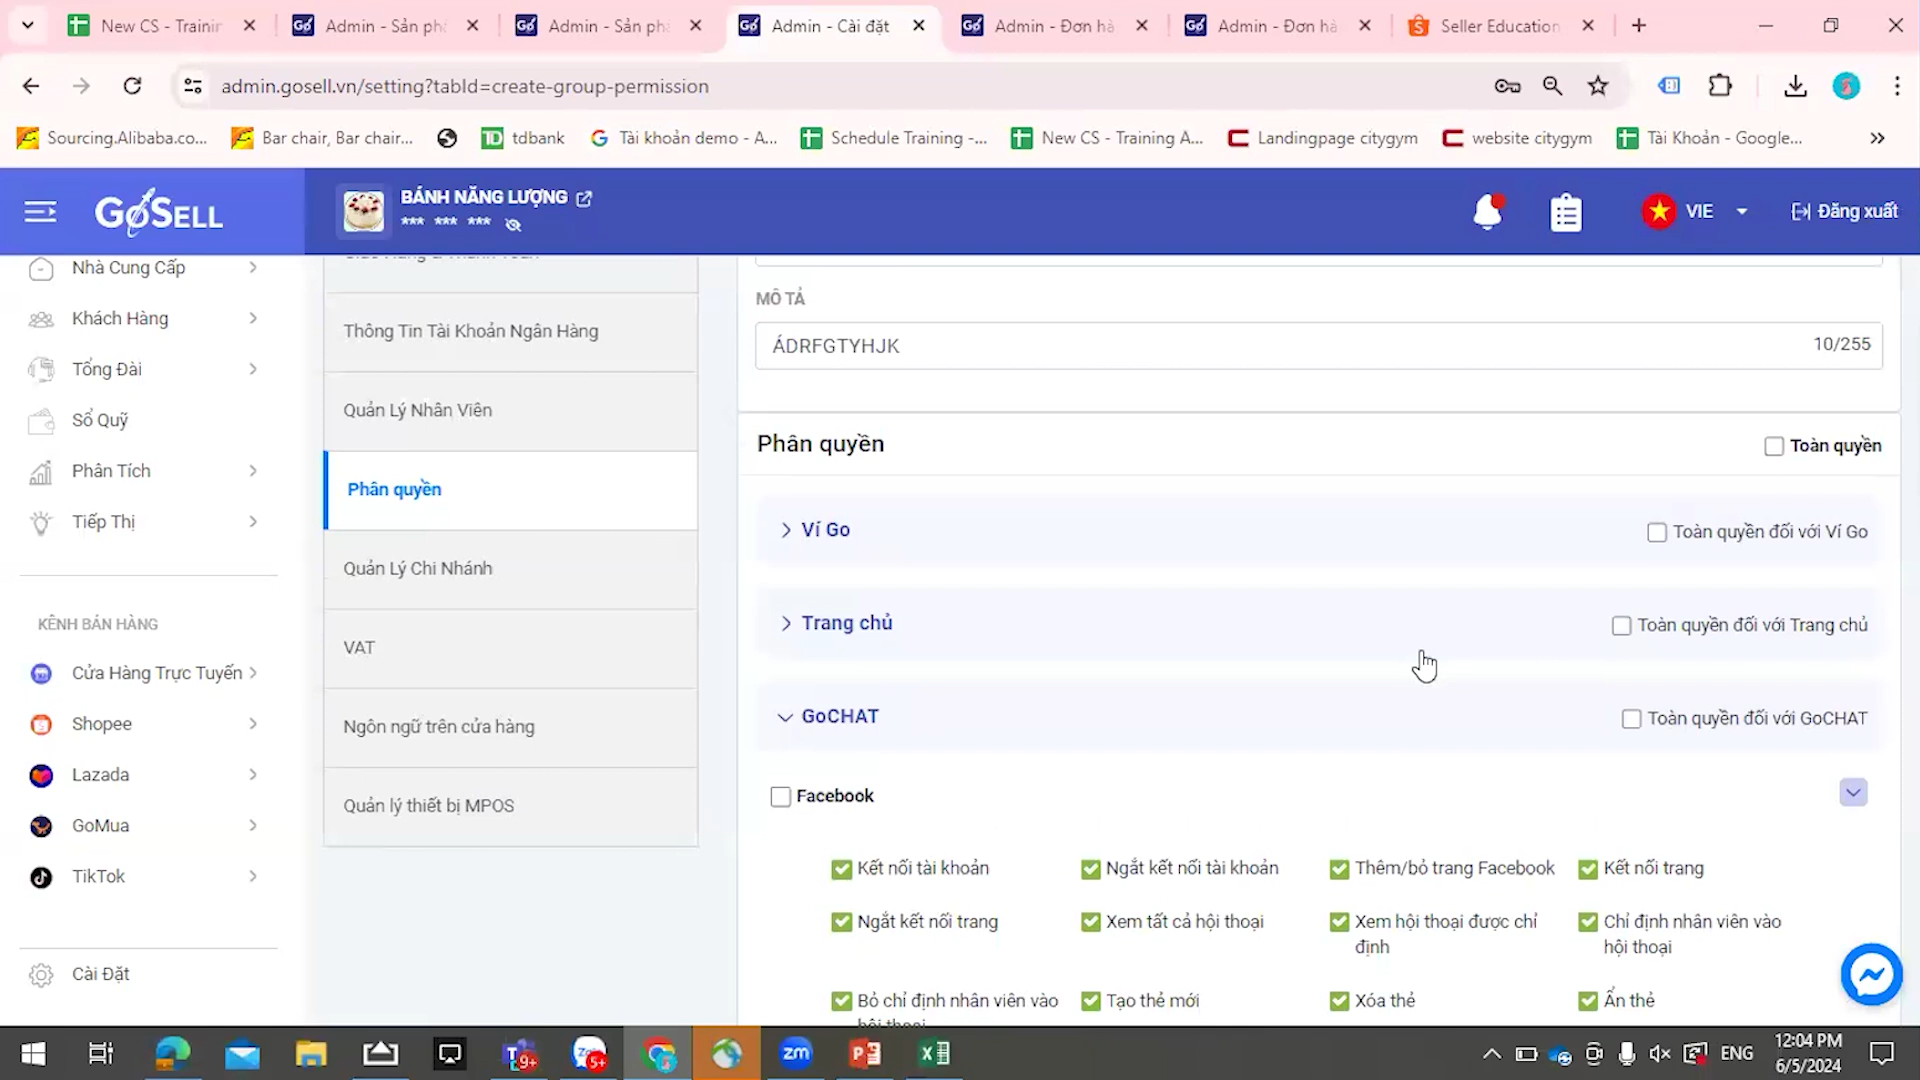 New CS - Trainin
Admin - Sản ph
Admin - Sản ph
Admin - Cài đặt
Admin - Đơn hà
Admin - Đơn hà
Seller Education
admin.gosell.vn/setting?tabId=create-group-permission
Sourcing.Alibaba.co...
Bar chair, Bar chair...
tdbank
Tài khoản demo - A...
Schedule Training -...
New CS - Training A...
Landingpage citygym
website citygym
Tài Khoản - Google...
GoSELL
BÁNH NĂNG LƯỢNG
*** *** ***
VIE
Đăng xuất
Nhà Cung Cấp
Khách Hàng
Tổng Đài
Sổ Quỹ
Phân Tích
Tiếp Thị
KÊNH BÁN HÀNG
Cửa Hàng Trực Tuyến
Shopee
Lazada
GoMua
TikTok
Cài Đặt
Thông Tin Tài Khoản Ngân Hàng
Quản Lý Nhân Viên
Phân quyền
Quản Lý Chi Nhánh
VAT
Ngôn ngữ trên cửa hàng
Quản lý thiết bị MPOS
MÔ TẢ
ÁDRFGTYHJK
10/255
Phân quyền
Toàn quyền
Ví Go
Toàn quyền đối với Ví Go
Trang chủ
Toàn quyền đối với Trang chủ
GoCHAT
Toàn quyền đối với GoCHAT
Facebook
Kết nối tài khoản
Ngắt kết nối tài khoản
Thêm/bỏ trang Facebook
Kết nối trang
Ngắt kết nối trang
Xem tất cả hội thoại
Xem hội thoại được chỉ
định
Chỉ định nhân viên vào
hội thoại
Bỏ chỉ định nhân viên vào
Tạo thẻ mới
Xóa thẻ
Ẩn thẻ
9+
5+
zm
ENG
12:04 PM
6/5/2024